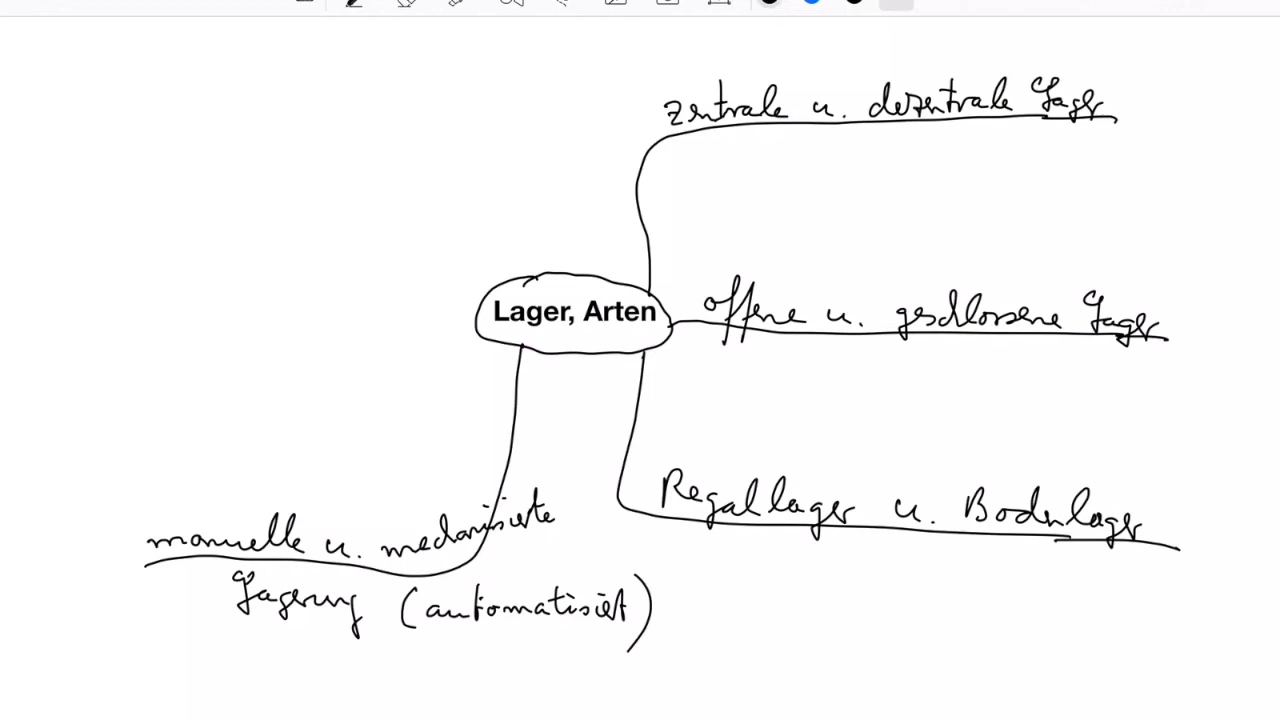 zentrale u. dezentrale Lager
Lager, Arten
offene u. geschlossene Lager
Regallager u. Bodenlager
manuelle u. mechanisierte
Lagerung (automatisiert)